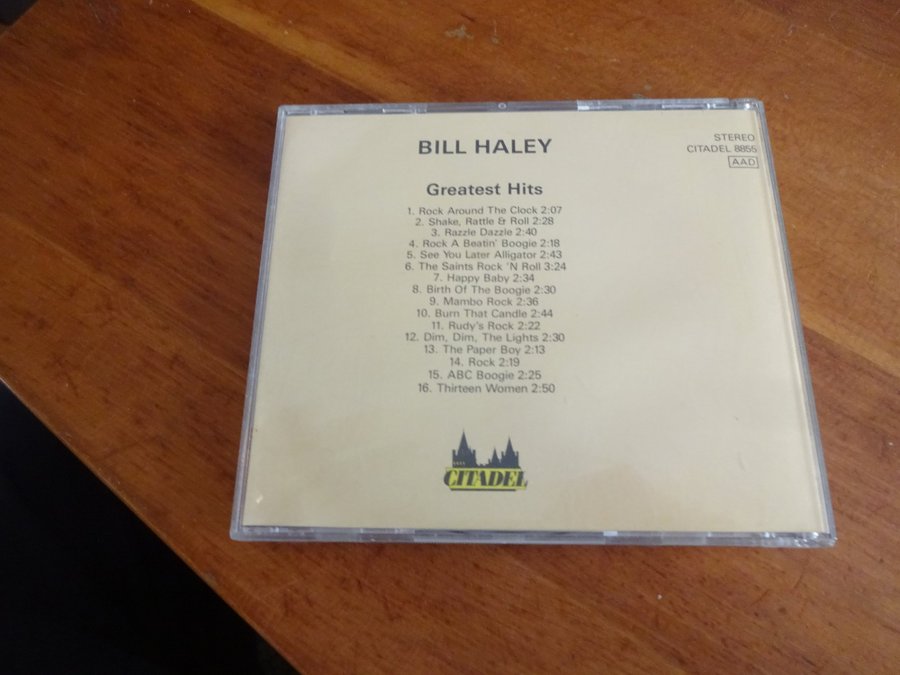 BILL HALEY
STEREO
CITADEL 8855
AAD
Greatest Hits
1. Rock Around The Clock 2:07
2. Shake, Rattle & Roll 2:28
3. Razzle Dazzle 2:40
4. Rock A Beatin' Boogie 2:18
5. See You Later Alligator 2:43
6. The Saints Rock 'N Roll 3:24
7. Happy Baby 2:34
8. Birth Of The Boogie 2:30
9. Mambo Rock 2:36
10. Burn That Candle 2:44
11. Rudy's Rock 2:22
12. Dim, Dim, The Lights 2:30
13. The Paper Boy 2:13
14. Rock 2:19
15. ABC Boogie 2:25
16. Thirteen Women 2:50
CITADEL